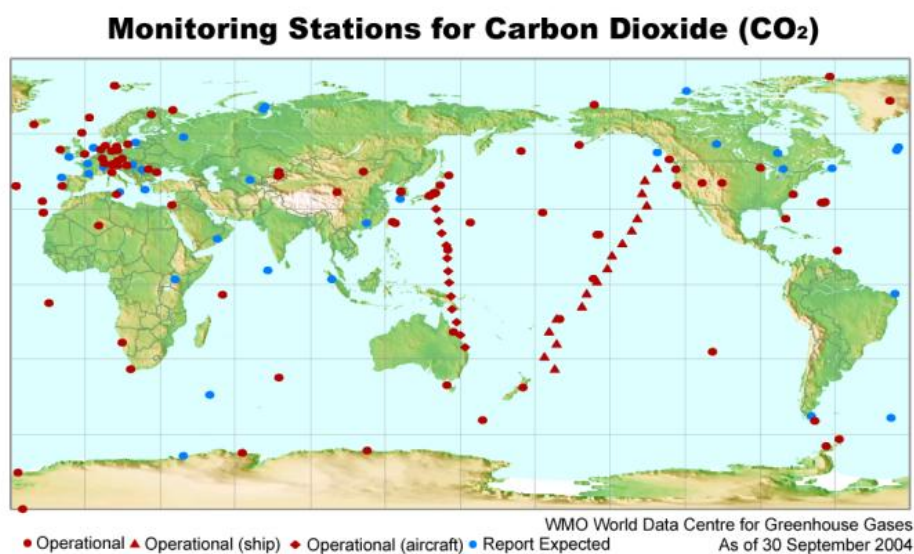 Monitoring Stations for Carbon Dioxide (CO₂)
WMO World Data Centre for Greenhouse Gases
● Operational ▲ Operational (ship) ◆ Operational (aircraft) ● Report Expected
As of 30 September 2004